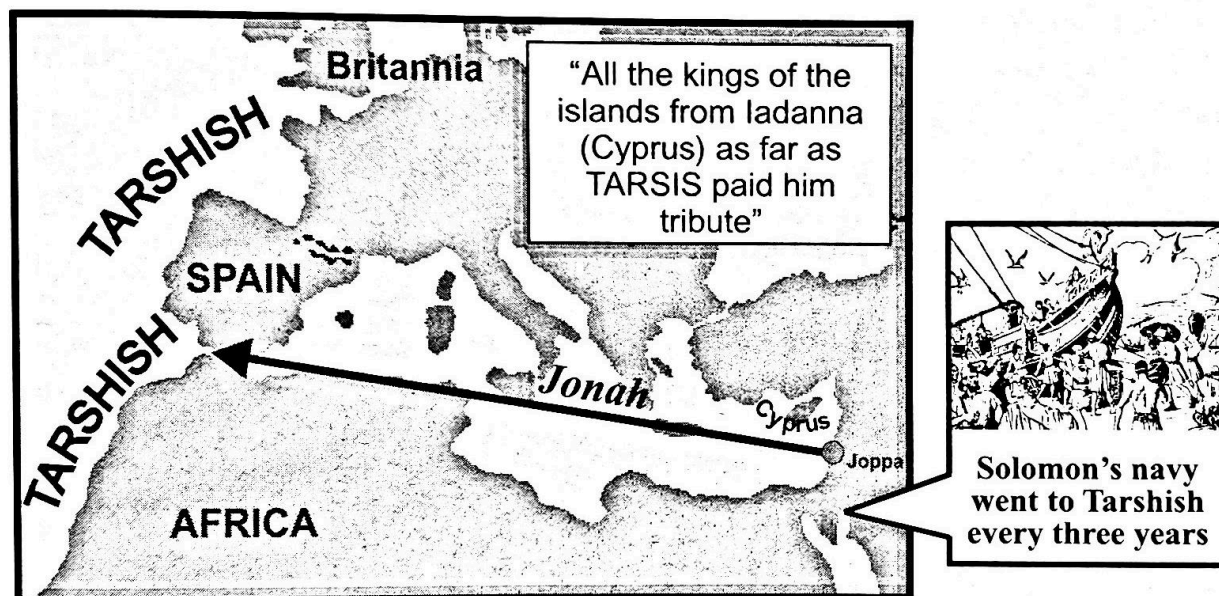 Britannia
"All the kings of the
islands from Iadanna
(Cyprus) as far as
TARSIS paid him
tribute"
TARSHISH
SPAIN
TARSHISH
Jonah
Cyprus
Joppa
AFRICA
Solomon's navy
went to Tarshish
every three years